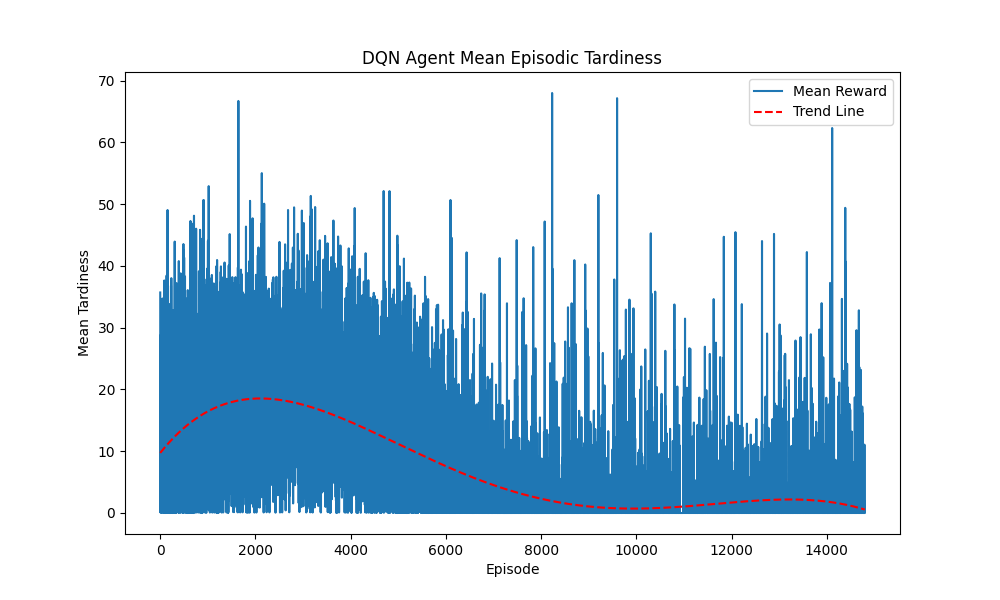 DQN Agent Mean Episodic Tardiness
Mean Reward
Trend Line
70
60
50
40
30
20
10
0
Mean Tardiness
0 2000 4000 6000 8000 10000 12000 14000
Episode